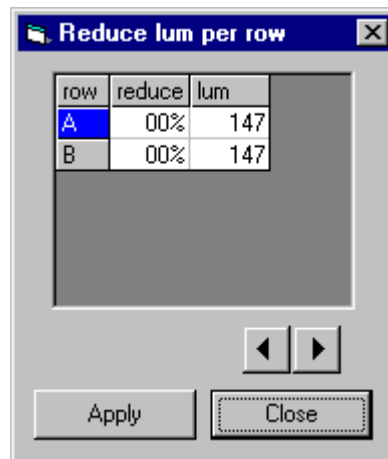 Reduce lum per row
row reduce lum
A 00% 147
B 00% 147
Apply Close